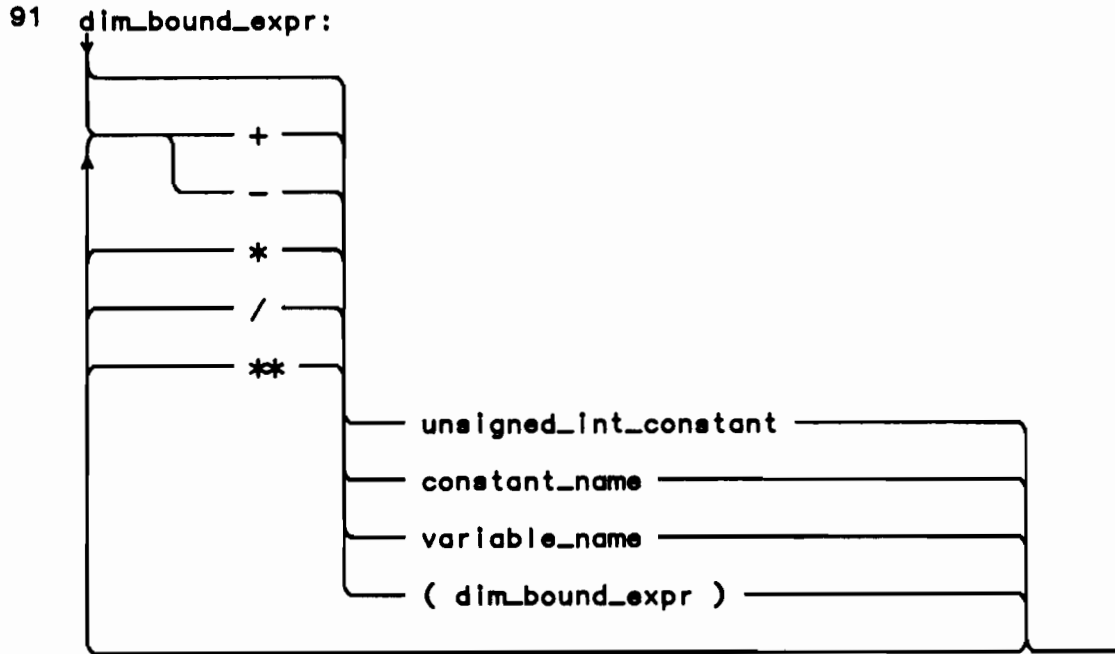 91 dim_bound_expr:
+
-
*
/
**
unsigned_int_constant
constant_name
variable_name
( dim_bound_expr )